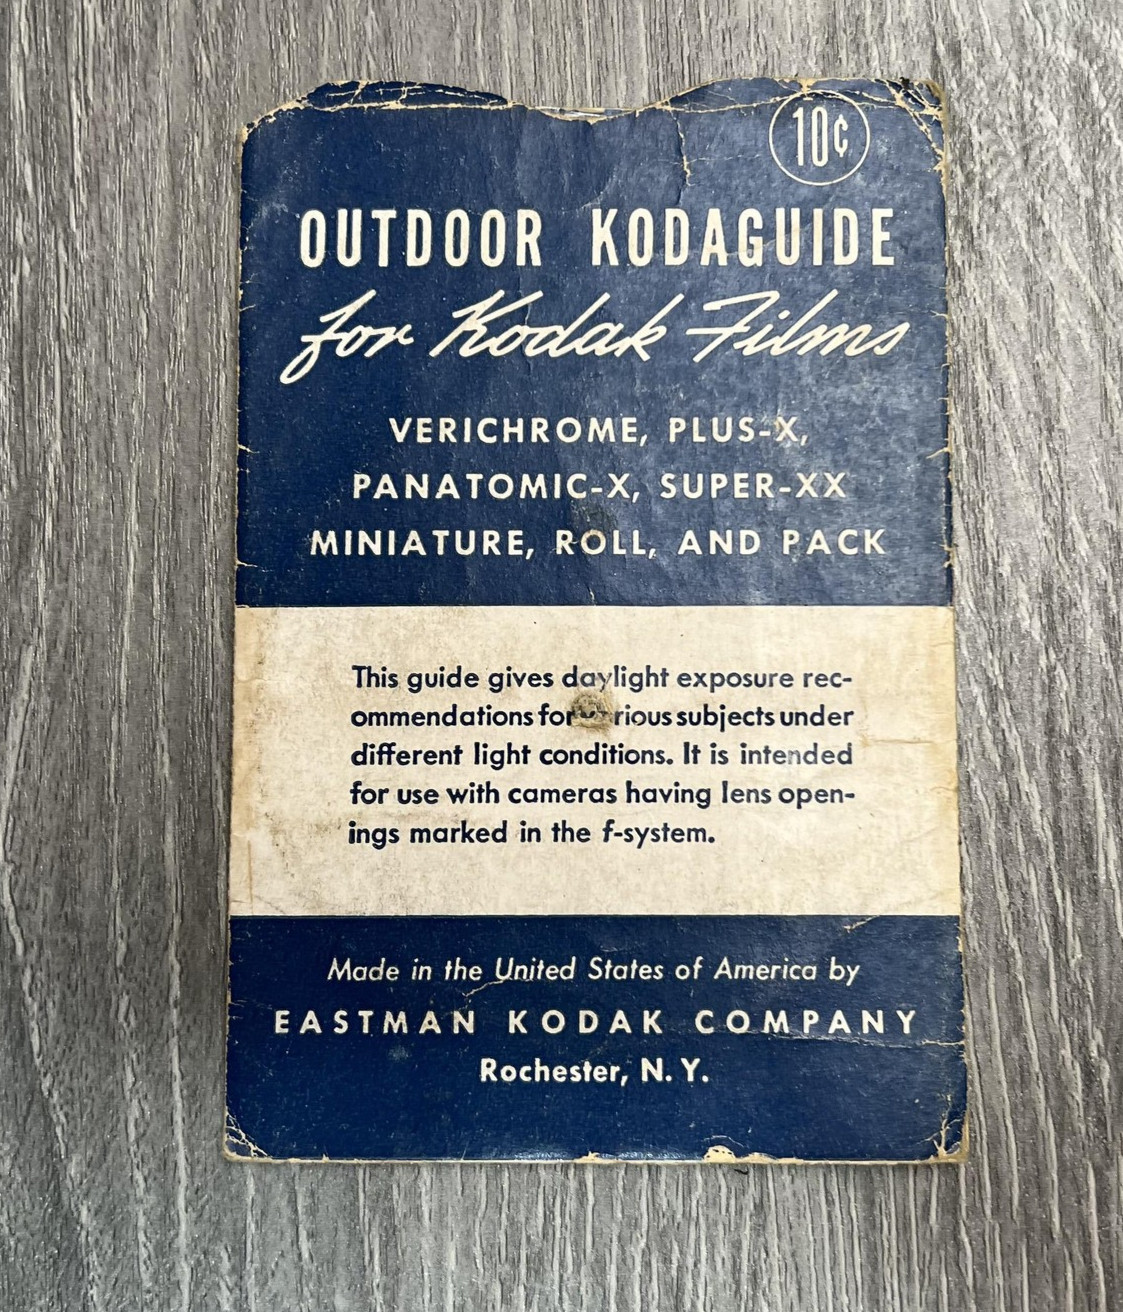 10¢
OUTDOOR KODAGUIDE
for Kodak Films
VERICHROME, PLUS-X,
PANATOMIC-X, SUPER-XX
MINIATURE, ROLL, AND PACK
This guide gives daylight exposure rec-
ommendations for various subjects under
different light conditions. It is intended
for use with cameras having lens open-
ings marked in the f-system.
Made in the United States of America by
EASTMAN KODAK COMPANY
Rochester, N. Y.